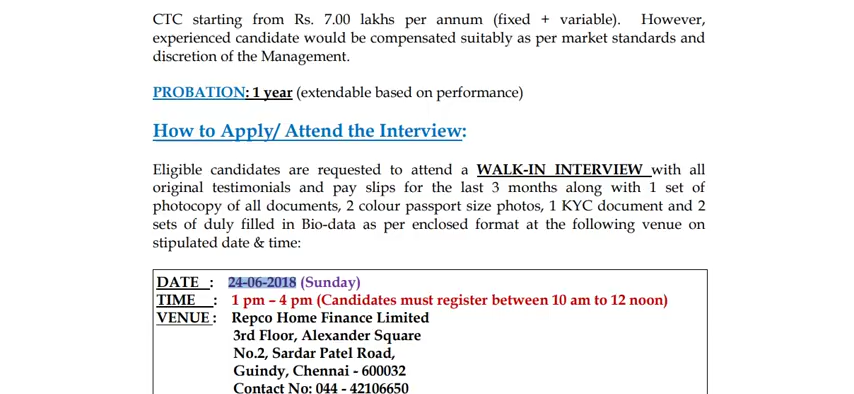 CTC starting from Rs. 7.00 lakhs per annum (fixed + variable). However,
experienced candidate would be compensated suitably as per market standards and
discretion of the Management.
PROBATION: 1 year (extendable based on performance)
How to Apply/ Attend the Interview:
Eligible candidates are requested to attend a WALK-IN INTERVIEW with all
original testimonials and pay slips for the last 3 months along with 1 set of
photocopy of all documents, 2 colour passport size photos, 1 KYC document and 2
sets of duly filled in Bio-data as per enclosed format at the following venue on
stipulated date & time:
DATE : 24-06-2018 (Sunday)
TIME : 1 pm – 4 pm (Candidates must register between 10 am to 12 noon)
VENUE : Repco Home Finance Limited
3rd Floor, Alexander Square
No.2, Sardar Patel Road,
Guindy, Chennai - 600032
Contact No: 044 - 42106650